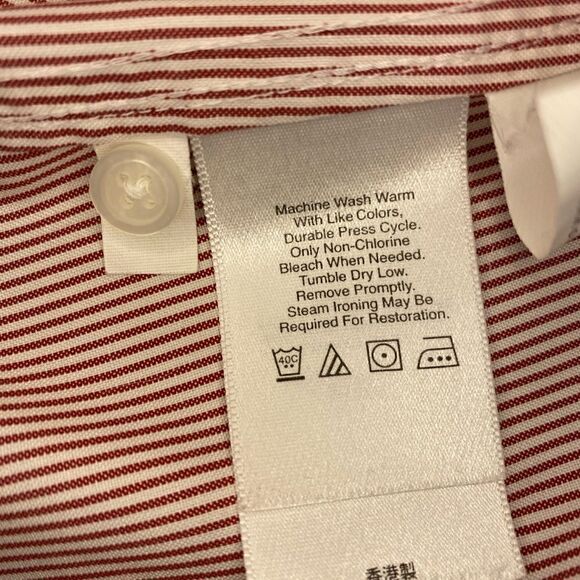 Machine Wash Warm
With Like Colors,
Durable Press Cycle.
Only Non-Chlorine
Bleach When Needed.
Tumble Dry Low.
Remove Promptly.
Steam Ironing May Be
Required For Restoration.
40C
香港製